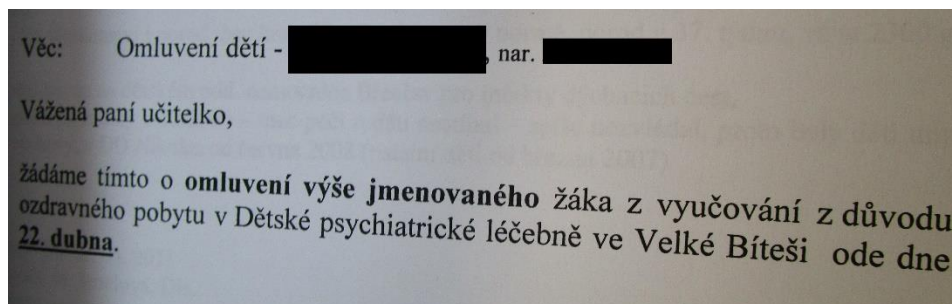 Věc: Omluvení dětí - , nar.
Vážená paní učitelko,
žádáme tímto o omluvení výše jmenovaného žáka z vyučování z důvodu
ozdravného pobytu v Dětské psychiatrické léčebně ve Velké Bíteši ode dne
22. dubna.